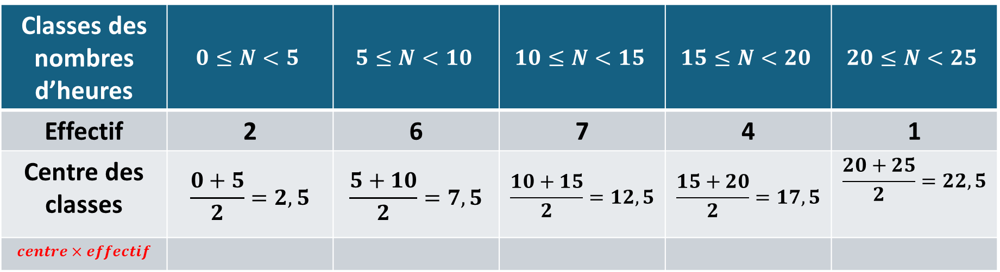 Classes des
nombres
d’heures
0 ≤ N < 5
5 ≤ N < 10
10 ≤ N < 15
15 ≤ N < 20
20 ≤ N < 25
Effectif
2
6
7
4
1
Centre des
classes
0 + 5
2
= 2, 5
5 + 10
2
= 7, 5
10 + 15
2
= 12, 5
15 + 20
2
= 17, 5
20 + 25
2
= 22, 5
centre × effectif